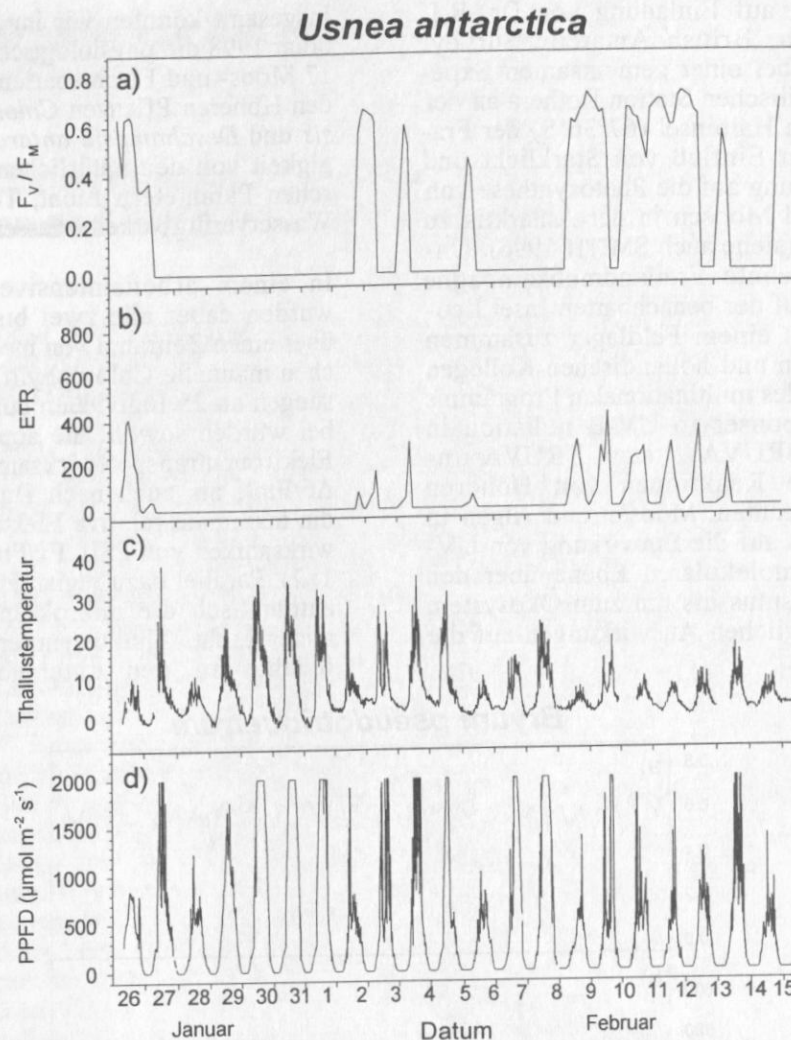 Usnea antarctica
a)
0.8
0.6
0.4
0.2
0.0
F_V / F_M
b)
800
600
400
200
0
ETR
c)
40
30
20
10
0
Thallustemperatur
d)
2000
1500
1000
500
0
PPFD (µmol m⁻² s⁻¹)
26 27 28 29 30 31 1 2 3 4 5 6 7 8 9 10 11 12 13 14 15
Januar Datum Februar